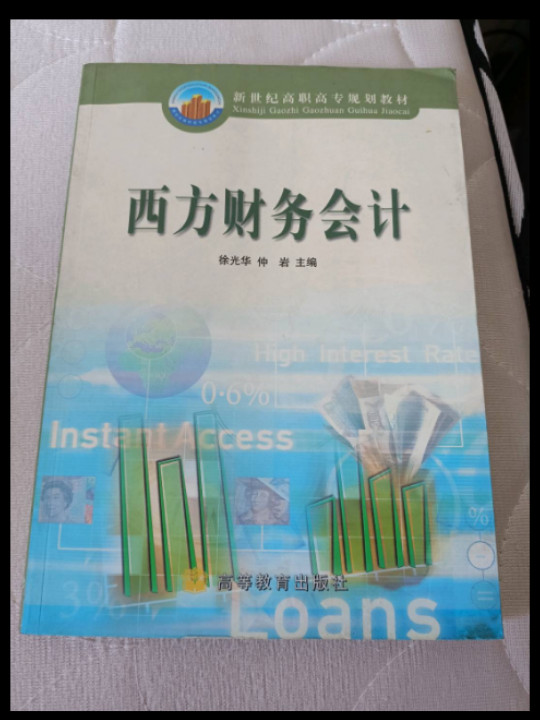 新世纪高职高专规划教材
Xinshiji Gaozhi Gaozhuan Guihua Jiaocai
西方财务会计
徐光华 仲 岩 主编
High Interest Rate
0·6%
Instant Access
%
3%
高等教育出版社
Loans